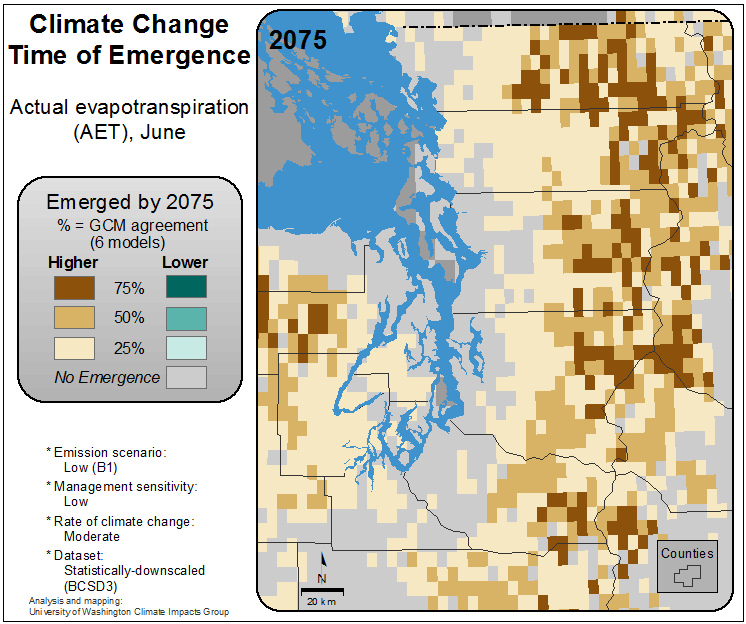 Climate Change
Time of Emergence
Actual evapotranspiration
(AET), June
Emerged by 2075
% = GCM agreement
(6 models)
Higher
Lower
75%
50%
25%
No Emergence
* Emission scenario:
Low (B1)
* Management sensitivity:
Low
* Rate of climate change:
Moderate
* Dataset:
Statistically-downscaled
(BCSD3)
Analysis and mapping:
University of Washington Climate Impacts Group
2075
N
20 km
Counties